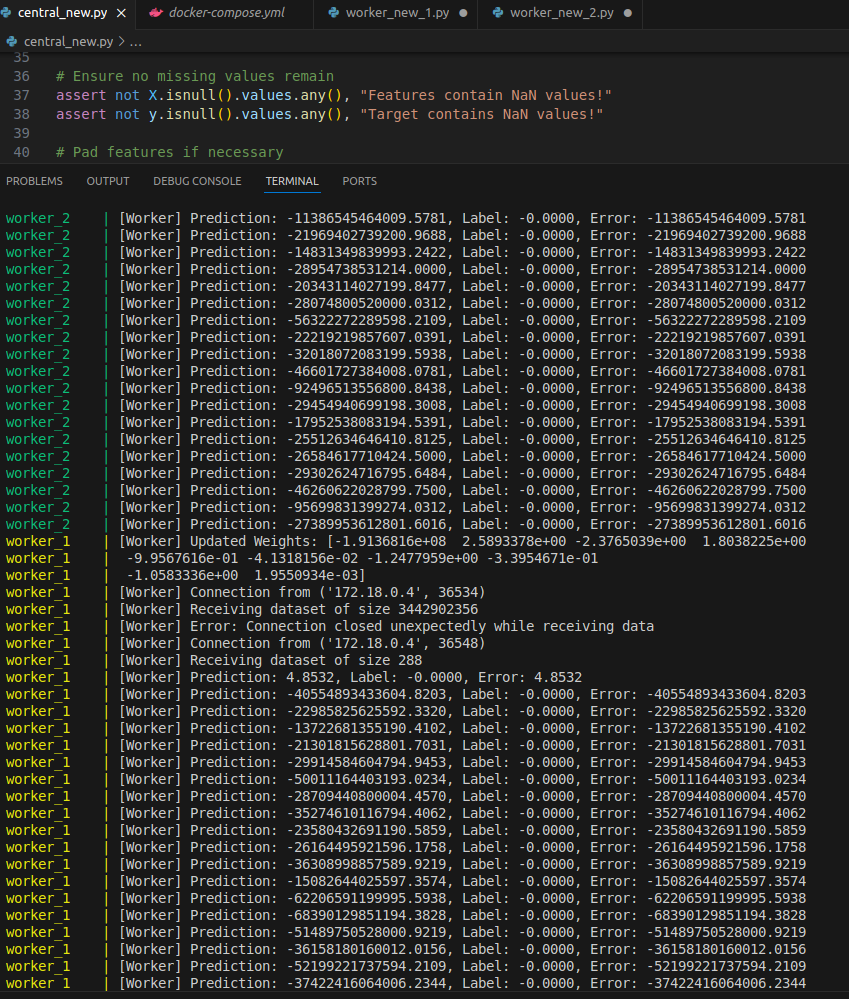 central_new.py
docker-compose.yml
worker_new_1.py
worker_new_2.py
central_new.py > ...
35
36 # Ensure no missing values remain
37 assert not X.isnull().values.any(), "Features contain NaN values!"
38 assert not y.isnull().values.any(), "Target contains NaN values!"
39
40 # Pad features if necessary
PROBLEMS OUTPUT DEBUG CONSOLE TERMINAL PORTS
worker_2 | [Worker] Prediction: -11386545464009.5781, Label: -0.0000, Error: -11386545464009.5781
worker_2 | [Worker] Prediction: -21969402739200.9688, Label: -0.0000, Error: -21969402739200.9688
worker_2 | [Worker] Prediction: -14831349839993.2422, Label: -0.0000, Error: -14831349839993.2422
worker_2 | [Worker] Prediction: -28954738531214.0000, Label: -0.0000, Error: -28954738531214.0000
worker_2 | [Worker] Prediction: -20343114027199.8477, Label: -0.0000, Error: -20343114027199.8477
worker_2 | [Worker] Prediction: -28074800520000.0312, Label: -0.0000, Error: -28074800520000.0312
worker_2 | [Worker] Prediction: -56322272289598.2109, Label: -0.0000, Error: -56322272289598.2109
worker_2 | [Worker] Prediction: -22219219857607.0391, Label: -0.0000, Error: -22219219857607.0391
worker_2 | [Worker] Prediction: -32018072083199.5938, Label: -0.0000, Error: -32018072083199.5938
worker_2 | [Worker] Prediction: -46601727384008.0781, Label: -0.0000, Error: -46601727384008.0781
worker_2 | [Worker] Prediction: -92496513556800.8438, Label: -0.0000, Error: -92496513556800.8438
worker_2 | [Worker] Prediction: -29454940699198.3008, Label: -0.0000, Error: -29454940699198.3008
worker_2 | [Worker] Prediction: -17952538083194.5391, Label: -0.0000, Error: -17952538083194.5391
worker_2 | [Worker] Prediction: -25512634646410.8125, Label: -0.0000, Error: -25512634646410.8125
worker_2 | [Worker] Prediction: -26584617710424.5000, Label: -0.0000, Error: -26584617710424.5000
worker_2 | [Worker] Prediction: -29302624716795.6484, Label: -0.0000, Error: -29302624716795.6484
worker_2 | [Worker] Prediction: -46260622028799.7500, Label: -0.0000, Error: -46260622028799.7500
worker_2 | [Worker] Prediction: -95699831399274.0312, Label: -0.0000, Error: -95699831399274.0312
worker_2 | [Worker] Prediction: -27389953612801.6016, Label: -0.0000, Error: -27389953612801.6016
worker_1 | [Worker] Updated Weights: [-1.9136816e+08 2.5893378e+00 -2.3765039e+00 1.8038225e+00
worker_1 | -9.9567616e-01 -4.1318156e-02 -1.2477959e+00 -3.3954671e-01
worker_1 | -1.0583336e+00 1.9550934e-03]
worker_1 | [Worker] Connection from ('172.18.0.4', 36534)
worker_1 | [Worker] Receiving dataset of size 3442902356
worker_1 | [Worker] Error: Connection closed unexpectedly while receiving data
worker_1 | [Worker] Connection from ('172.18.0.4', 36548)
worker_1 | [Worker] Receiving dataset of size 288
worker_1 | [Worker] Prediction: 4.8532, Label: -0.0000, Error: 4.8532
worker_1 | [Worker] Prediction: -40554893433604.8203, Label: -0.0000, Error: -40554893433604.8203
worker_1 | [Worker] Prediction: -22985825625592.3320, Label: -0.0000, Error: -22985825625592.3320
worker_1 | [Worker] Prediction: -13722681355190.4102, Label: -0.0000, Error: -13722681355190.4102
worker_1 | [Worker] Prediction: -21301815628801.7031, Label: -0.0000, Error: -21301815628801.7031
worker_1 | [Worker] Prediction: -29914584604794.9453, Label: -0.0000, Error: -29914584604794.9453
worker_1 | [Worker] Prediction: -50011164403193.0234, Label: -0.0000, Error: -50011164403193.0234
worker_1 | [Worker] Prediction: -28709440800004.4570, Label: -0.0000, Error: -28709440800004.4570
worker_1 | [Worker] Prediction: -35274610116794.4062, Label: -0.0000, Error: -35274610116794.4062
worker_1 | [Worker] Prediction: -23580432691190.5859, Label: -0.0000, Error: -23580432691190.5859
worker_1 | [Worker] Prediction: -26164495921596.1758, Label: -0.0000, Error: -26164495921596.1758
worker_1 | [Worker] Prediction: -36308998857589.9219, Label: -0.0000, Error: -36308998857589.9219
worker_1 | [Worker] Prediction: -15082644025597.3574, Label: -0.0000, Error: -15082644025597.3574
worker_1 | [Worker] Prediction: -62206591199995.5938, Label: -0.0000, Error: -62206591199995.5938
worker_1 | [Worker] Prediction: -68390129851194.3828, Label: -0.0000, Error: -68390129851194.3828
worker_1 | [Worker] Prediction: -51489750528000.9219, Label: -0.0000, Error: -51489750528000.9219
worker_1 | [Worker] Prediction: -36158180160012.0156, Label: -0.0000, Error: -36158180160012.0156
worker_1 | [Worker] Prediction: -52199221737594.2109, Label: -0.0000, Error: -52199221737594.2109
worker_1 | [Worker] Prediction: -37422416064006.2344, Label: -0.0000, Error: -37422416064006.2344